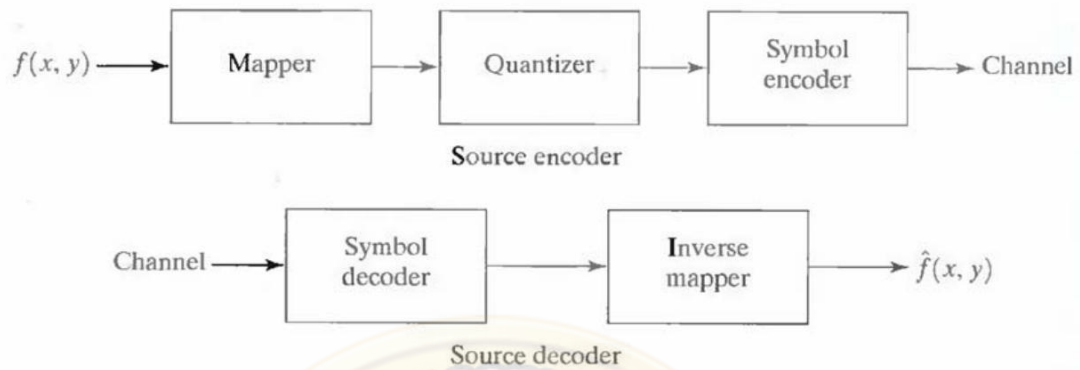 f(x, y)
Mapper
Quantizer
Symbol
encoder
Channel
Source encoder
Channel
Symbol
decoder
Inverse
mapper
f̂(x, y)
Source decoder